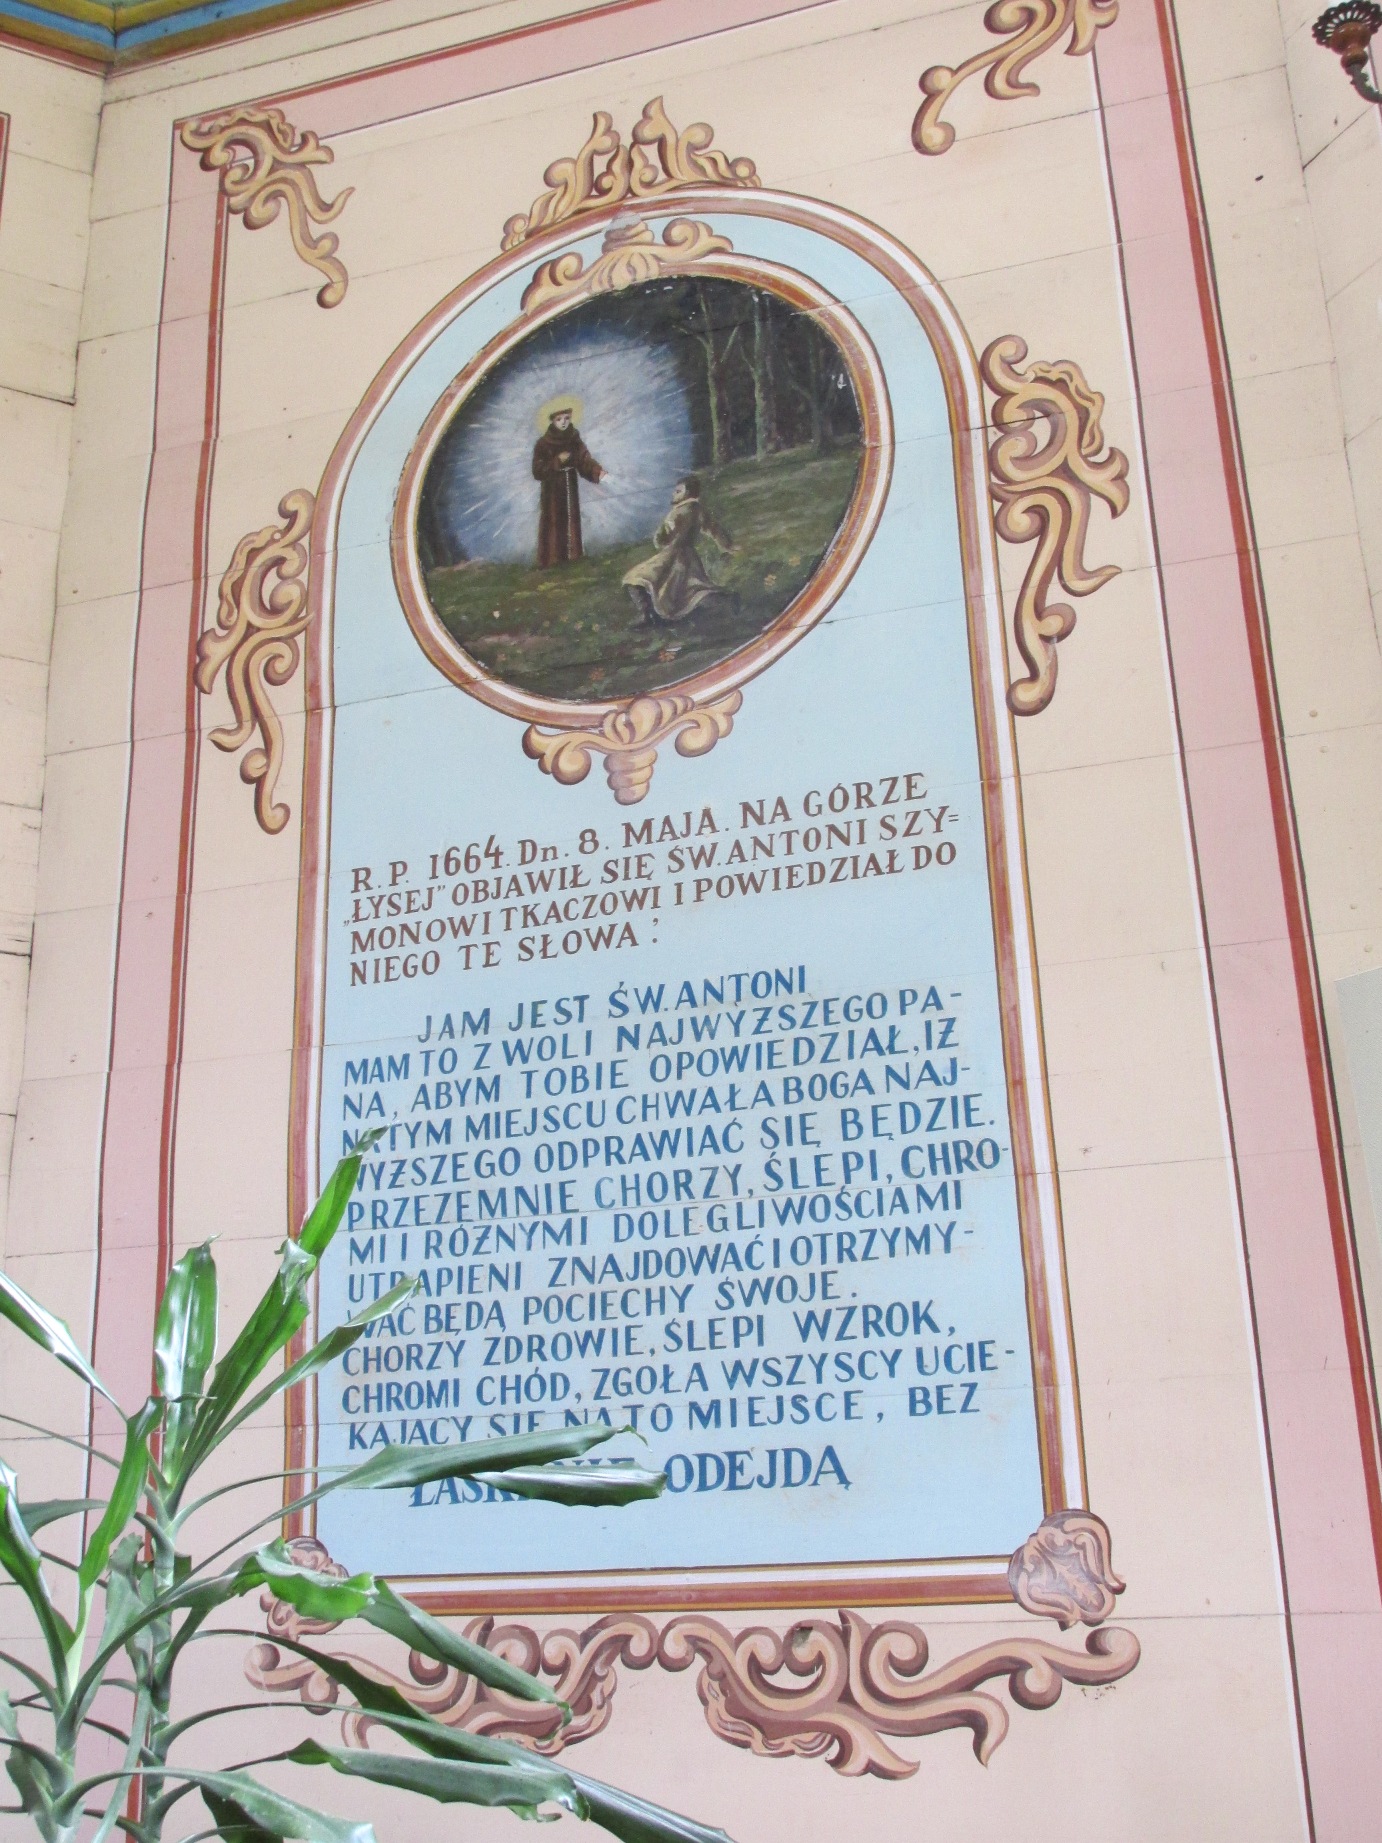 R.P. 1664. Dn. 8. MAJA. NA GÓRZE
„ŁYSEJ” OBJAWIŁ SIĘ ŚW. ANTONI SZY=
MONOWI TKACZOWI I POWIEDZIAŁ DO
NIEGO TE SŁOWA:
JAM JEST ŚW. ANTONI
MAM TO Z WOLI NAJWYŻSZEGO PA-
NA, ABYM TOBIE OPOWIEDZIAŁ, IŻ
NA TYM MIEJSCU CHWAŁA BOGA NAJ-
WYŻSZEGO ODPRAWIAĆ SIĘ BĘDZIE.
PRZEZEMNIE CHORZY, ŚLEPI, CHRO-
MI I RÓŻNYMI DOLEGLIWOŚCIAMI
UTRAPIENI ZNAJDOWAĆ I OTRZYMY-
WAĆ BĘDĄ POCIECHY SWOJE.
CHORZY ZDROWIE, ŚLEPI WZROK,
CHROMI CHÓD, ZGOŁA WSZYSCY UCIE-
KAJACY SIĘ NA TO MIEJSCE, BEZ
ODEJDĄ